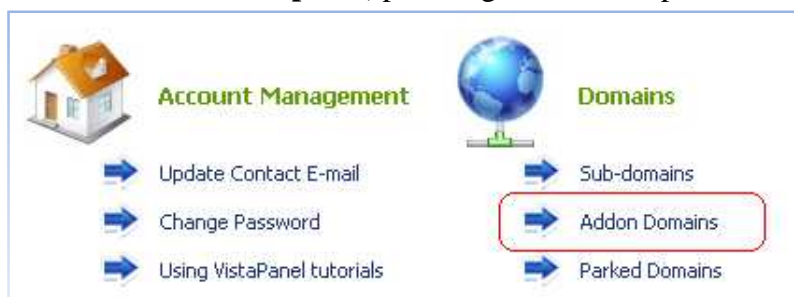 Account Management
Update Contact E-mail
Change Password
Using VistaPanel tutorials
Domains
Sub-domains
Addon Domains
Parked Domains